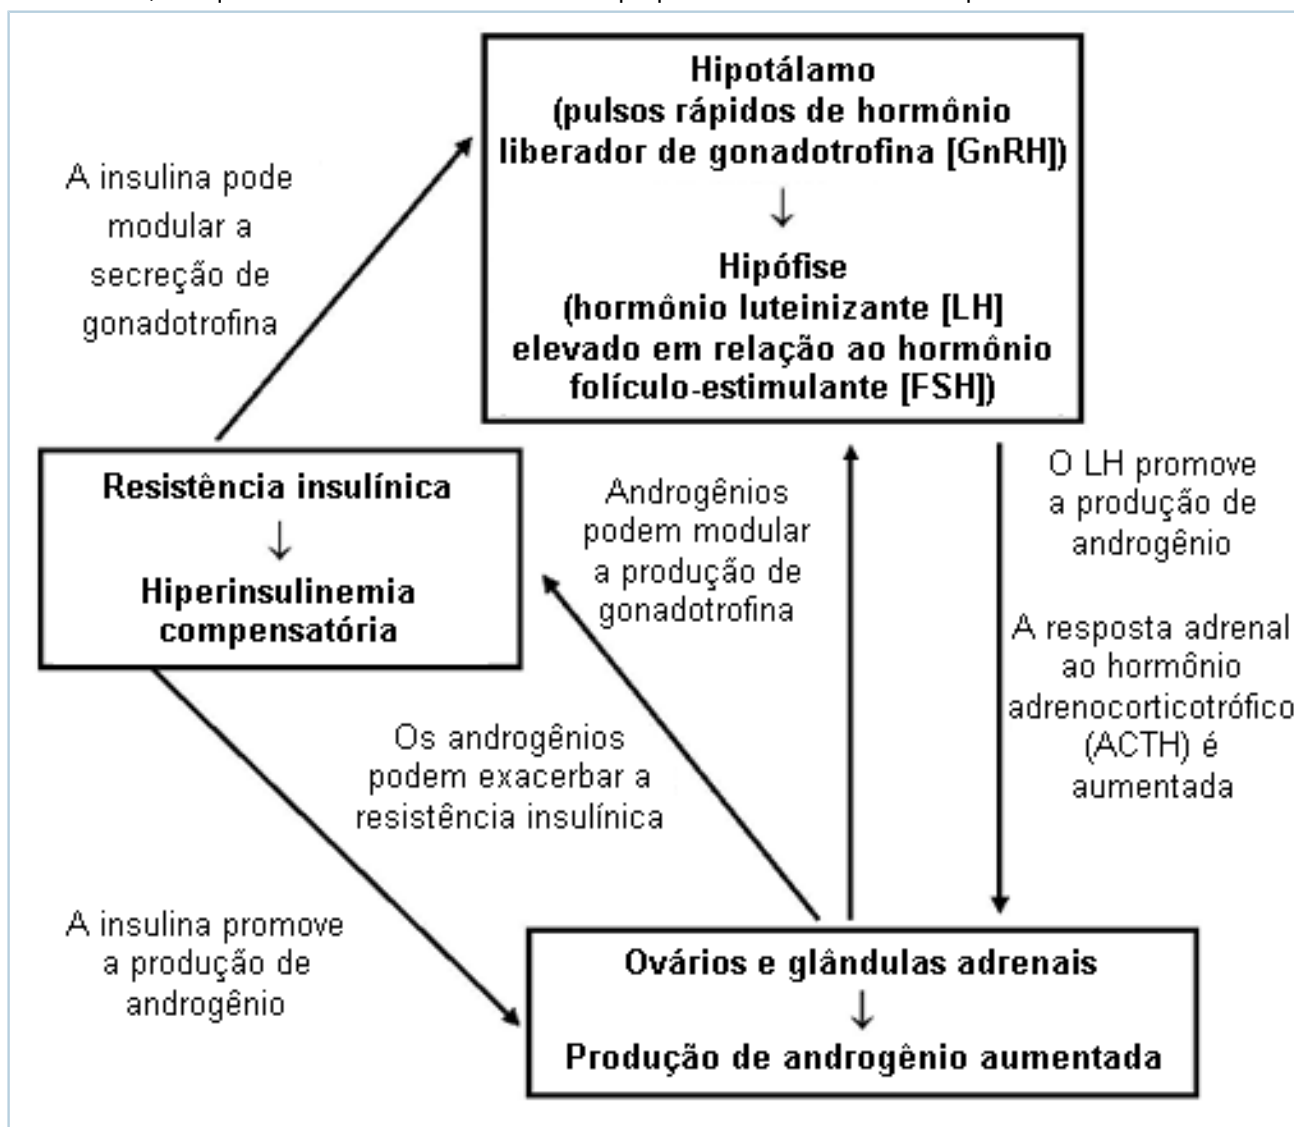 Hipotálamo
(pulsos rápidos de hormônio
liberador de gonadotrofina [GnRH])
↓
Hipófise
(hormônio luteinizante [LH]
elevado em relação ao hormônio
folículo-estimulante [FSH])
A insulina pode
modular a
secreção de
gonadotrofina
Resistência insulínica
↓
Hiperinsulinemia
compensatória
Androgênios
podem modular
a produção de
gonadotrofina
O LH promove
a produção de
androgênio
A resposta adrenal
ao hormônio
adrenocorticotrófico
(ACTH) é
aumentada
Os androgênios
podem exacerbar a
resistência insulínica
A insulina promove
a produção de
androgênio
Ovários e glândulas adrenais
↓
Produção de androgênio aumentada